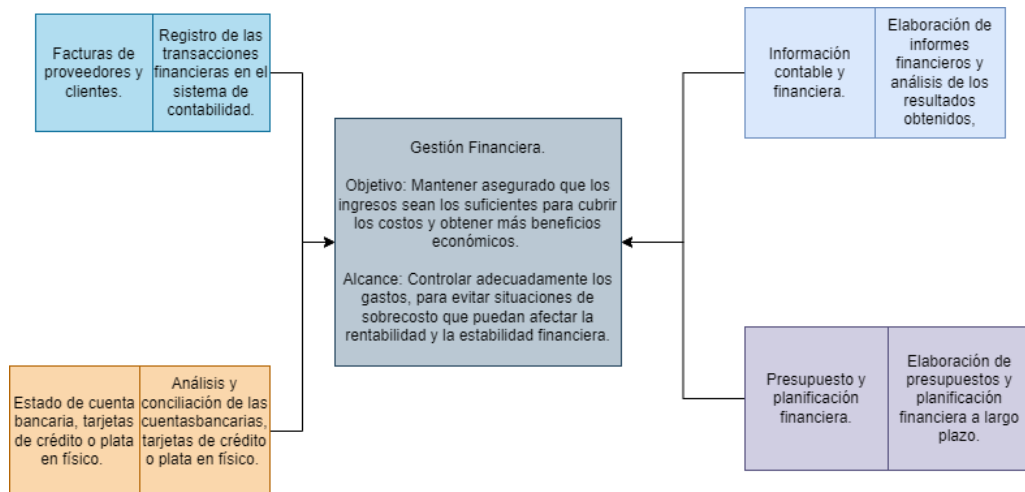 Facturas de
proveedores y
clientes.
Registro de las
transacciones
financieras en el
sistema de
contabilidad.
Información
contable y
financiera.
Elaboración de
informes
financieros y
análisis de los
resultados
obtenidos,
Gestión Financiera.
Objetivo: Mantener asegurado que los
ingresos sean los suficientes para cubrir
los costos y obtener más beneficios
económicos.
Alcance: Controlar adecuadamente los
gastos, para evitar situaciones de
sobrecosto que puedan afectar la
rentabilidad y la estabilidad financiera.
Estado de cuenta
bancaria, tarjetas
de crédito o plata
en físico.
Análisis y
conciliación de las
cuentasbancarias,
tarjetas de crédito
o plata en físico.
Presupuesto y
planificación
financiera.
Elaboración de
presupuestos y
planificación
financiera a largo
plazo.